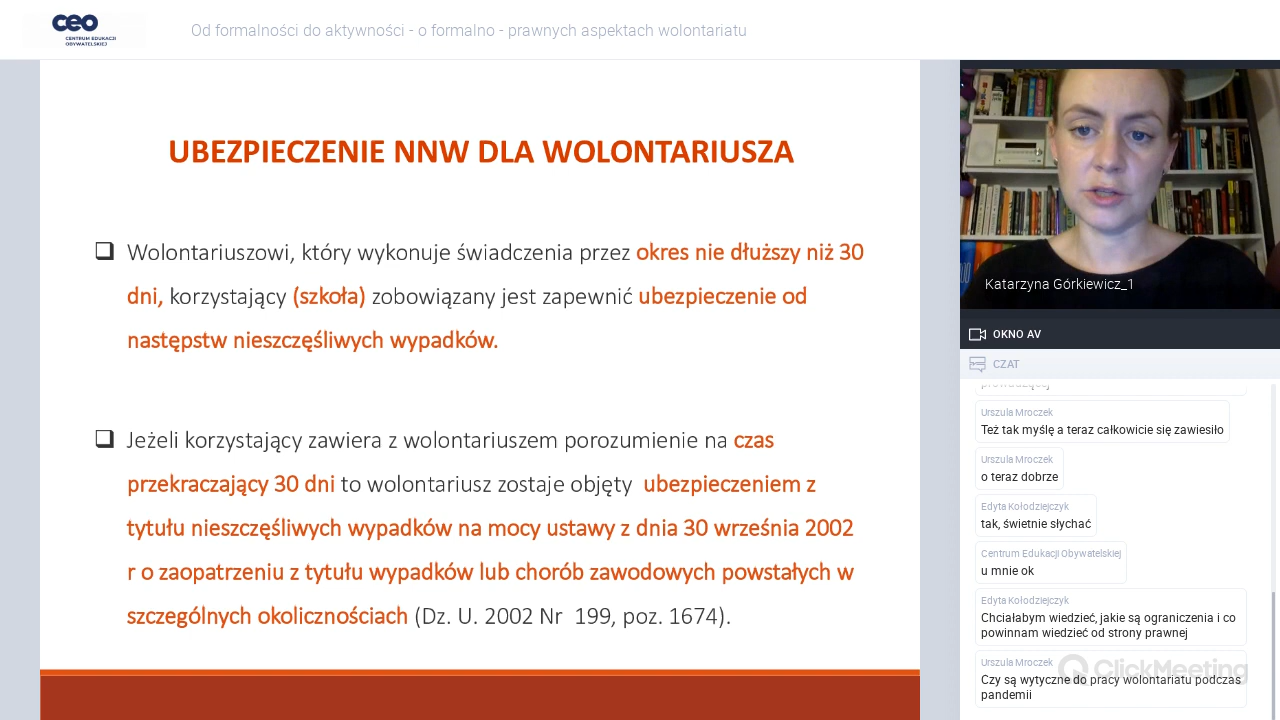 ceo
CENTRUM EDUKACJI
OBYWATELSKIEJ
Od formalności do aktywności - o formalno - prawnych aspektach wolontariatu
UBEZPIECZENIE NNW DLA WOLONTARIUSZA
Wolontariuszowi, który wykonuje świadczenia przez okres nie dłuższy niż 30
dni, korzystający (szkoła) zobowiązany jest zapewnić ubezpieczenie od
następstw nieszczęśliwych wypadków.
Jeżeli korzystający zawiera z wolontariuszem porozumienie na czas
przekraczający 30 dni to wolontariusz zostaje objęty ubezpieczeniem z
tytułu nieszczęśliwych wypadków na mocy ustawy z dnia 30 września 2002
r o zaopatrzeniu z tytułu wypadków lub chorób zawodowych powstałych w
szczególnych okolicznościach (Dz. U. 2002 Nr 199, poz. 1674).
Katarzyna Górkiewicz_1
OKNO AV
CZAT
Urszula Mroczek
Też tak myślę a teraz całkowicie się zawiesiło
Urszula Mroczek
o teraz dobrze
Edyta Kołodziejczyk
tak, świetnie słychać
Centrum Edukacji Obywatelskiej
u mnie ok
Edyta Kołodziejczyk
Chciałabym wiedzieć, jakie są ograniczenia i co
powinnam wiedzieć od strony prawnej
Urszula Mroczek
ClickMeeting
Czy są wytyczne do pracy wolontariatu podczas
pandemii